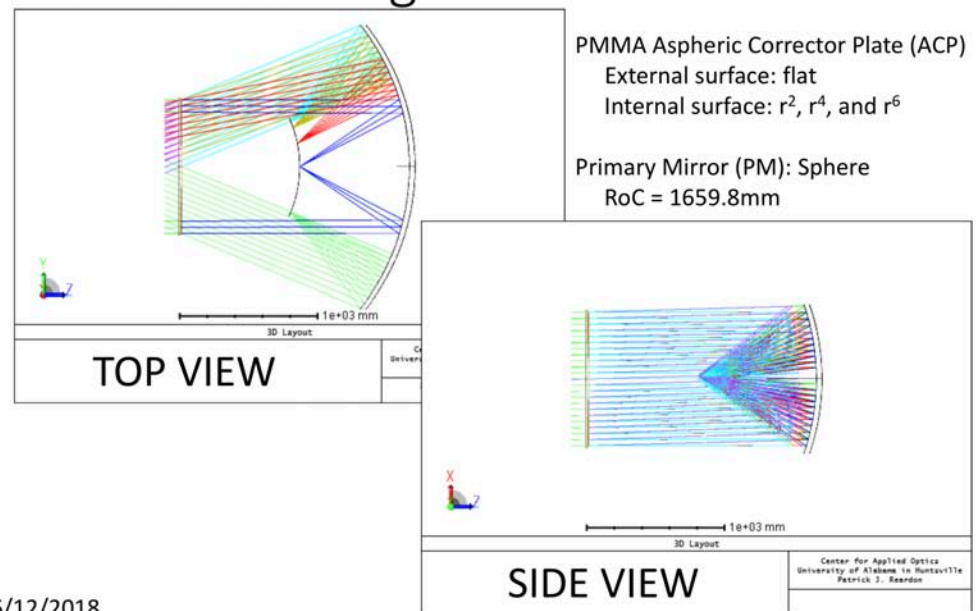 PMMA Aspheric Corrector Plate (ACP)
External surface: flat
Internal surface: r², r⁴, and r⁶
Primary Mirror (PM): Sphere
RoC = 1659.8mm
Y
Z
1e+03 mm
3D Layout
TOP VIEW
X
Z
1e+03 mm
3D Layout
SIDE VIEW
Center for Applied Optics
University of Alabama in Huntsville
Patrick J. Reardon
/12/2018